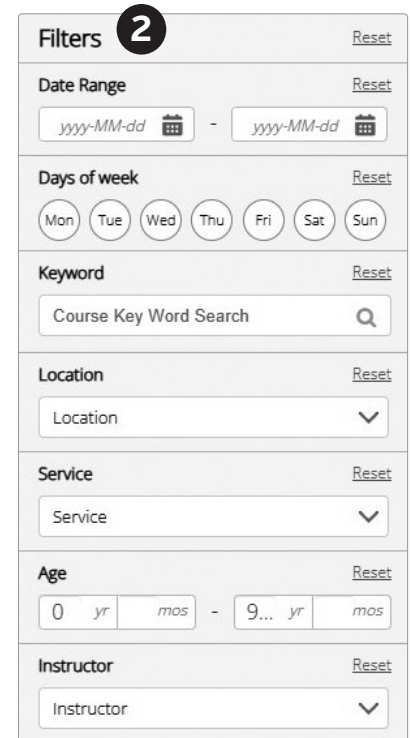 Filters 2 Reset
Date Range Reset
yyyy-MM-dd - yyyy-MM-dd
Days of week Reset
Mon Tue Wed Thu Fri Sat Sun
Keyword Reset
Course Key Word Search
Location Reset
Location
Service Reset
Service
Age Reset
0 yr mos - 9... yr mos
Instructor Reset
Instructor